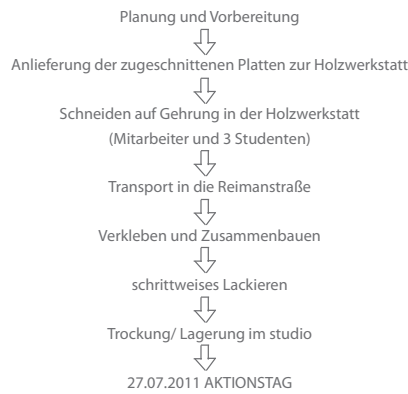 Planung und Vorbereitung
Anlieferung der zugeschnittenen Platten zur Holzwerkstatt
Schneiden auf Gehrung in der Holzwerkstatt
(Mitarbeiter und 3 Studenten)
Transport in die Reimanstraße
Verkleben und Zusammenbauen
schrittweises Lackieren
Trockung/ Lagerung im studio
27.07.2011 AKTIONSTAG